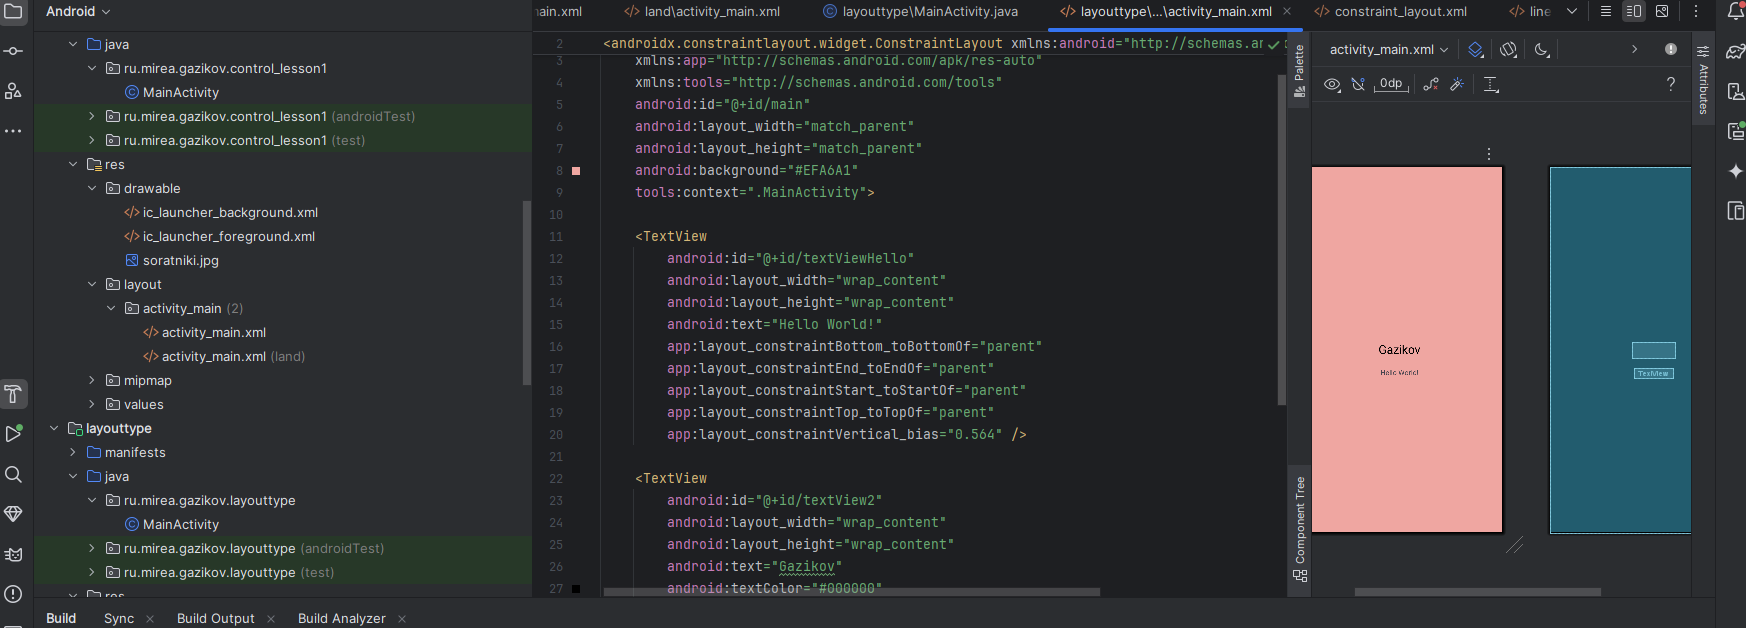 Android
java
ru.mirea.gazikov.control_lesson1
MainActivity
ru.mirea.gazikov.control_lesson1 (androidTest)
ru.mirea.gazikov.control_lesson1 (test)
res
drawable
ic_launcher_background.xml
ic_launcher_foreground.xml
soratniki.jpg
layout
activity_main (2)
activity_main.xml
activity_main.xml (land)
mipmap
values
layouttype
manifests
java
ru.mirea.gazikov.layouttype
MainActivity
ru.mirea.gazikov.layouttype (androidTest)
ru.mirea.gazikov.layouttype (test)
res
ain.xml land\activity_main.xml layouttype\MainActivity.java layouttype\...\activity_main.xml constraint_layout.xml line
2 <androidx.constraintlayout.widget.ConstraintLayout xmlns:android="http://schemas.ar
3 xmlns:app="http://schemas.android.com/apk/res-auto"
4 xmlns:tools="http://schemas.android.com/tools"
5 android:id="@+id/main"
6 android:layout_width="match_parent"
7 android:layout_height="match_parent"
8 android:background="#EFA6A1"
9 tools:context=".MainActivity">
10
11 <TextView
12 android:id="@+id/textViewHello"
13 android:layout_width="wrap_content"
14 android:layout_height="wrap_content"
15 android:text="Hello World!"
16 app:layout_constraintBottom_toBottomOf="parent"
17 app:layout_constraintEnd_toEndOf="parent"
18 app:layout_constraintStart_toStartOf="parent"
19 app:layout_constraintTop_toTopOf="parent"
20 app:layout_constraintVertical_bias="0.564" />
21
22 <TextView
23 android:id="@+id/textView2"
24 android:layout_width="wrap_content"
25 android:layout_height="wrap_content"
26 android:text="Gazikov"
27 android:textColor="#000000"
Palette
Component Tree
activity_main.xml
0dp
?
Gazikov
Hello World!
TextView
Attributes
Build Sync Build Output Build Analyzer